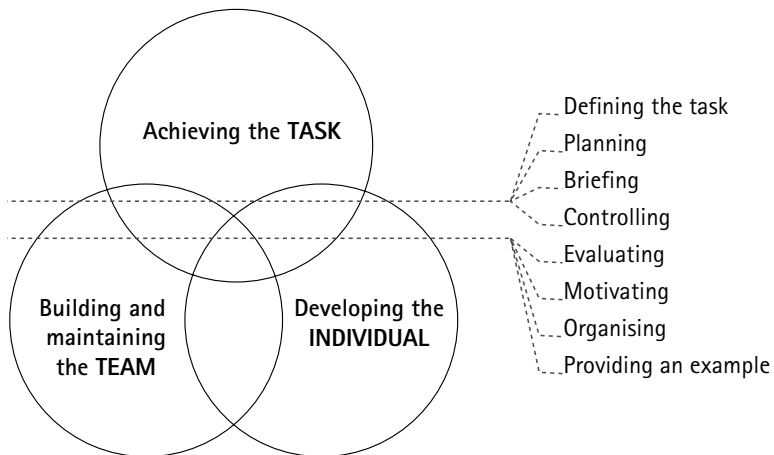 Achieving the TASK
Building and
maintaining
the TEAM
Developing the
INDIVIDUAL
Defining the task
Planning
Briefing
Controlling
Evaluating
Motivating
Organising
Providing an example